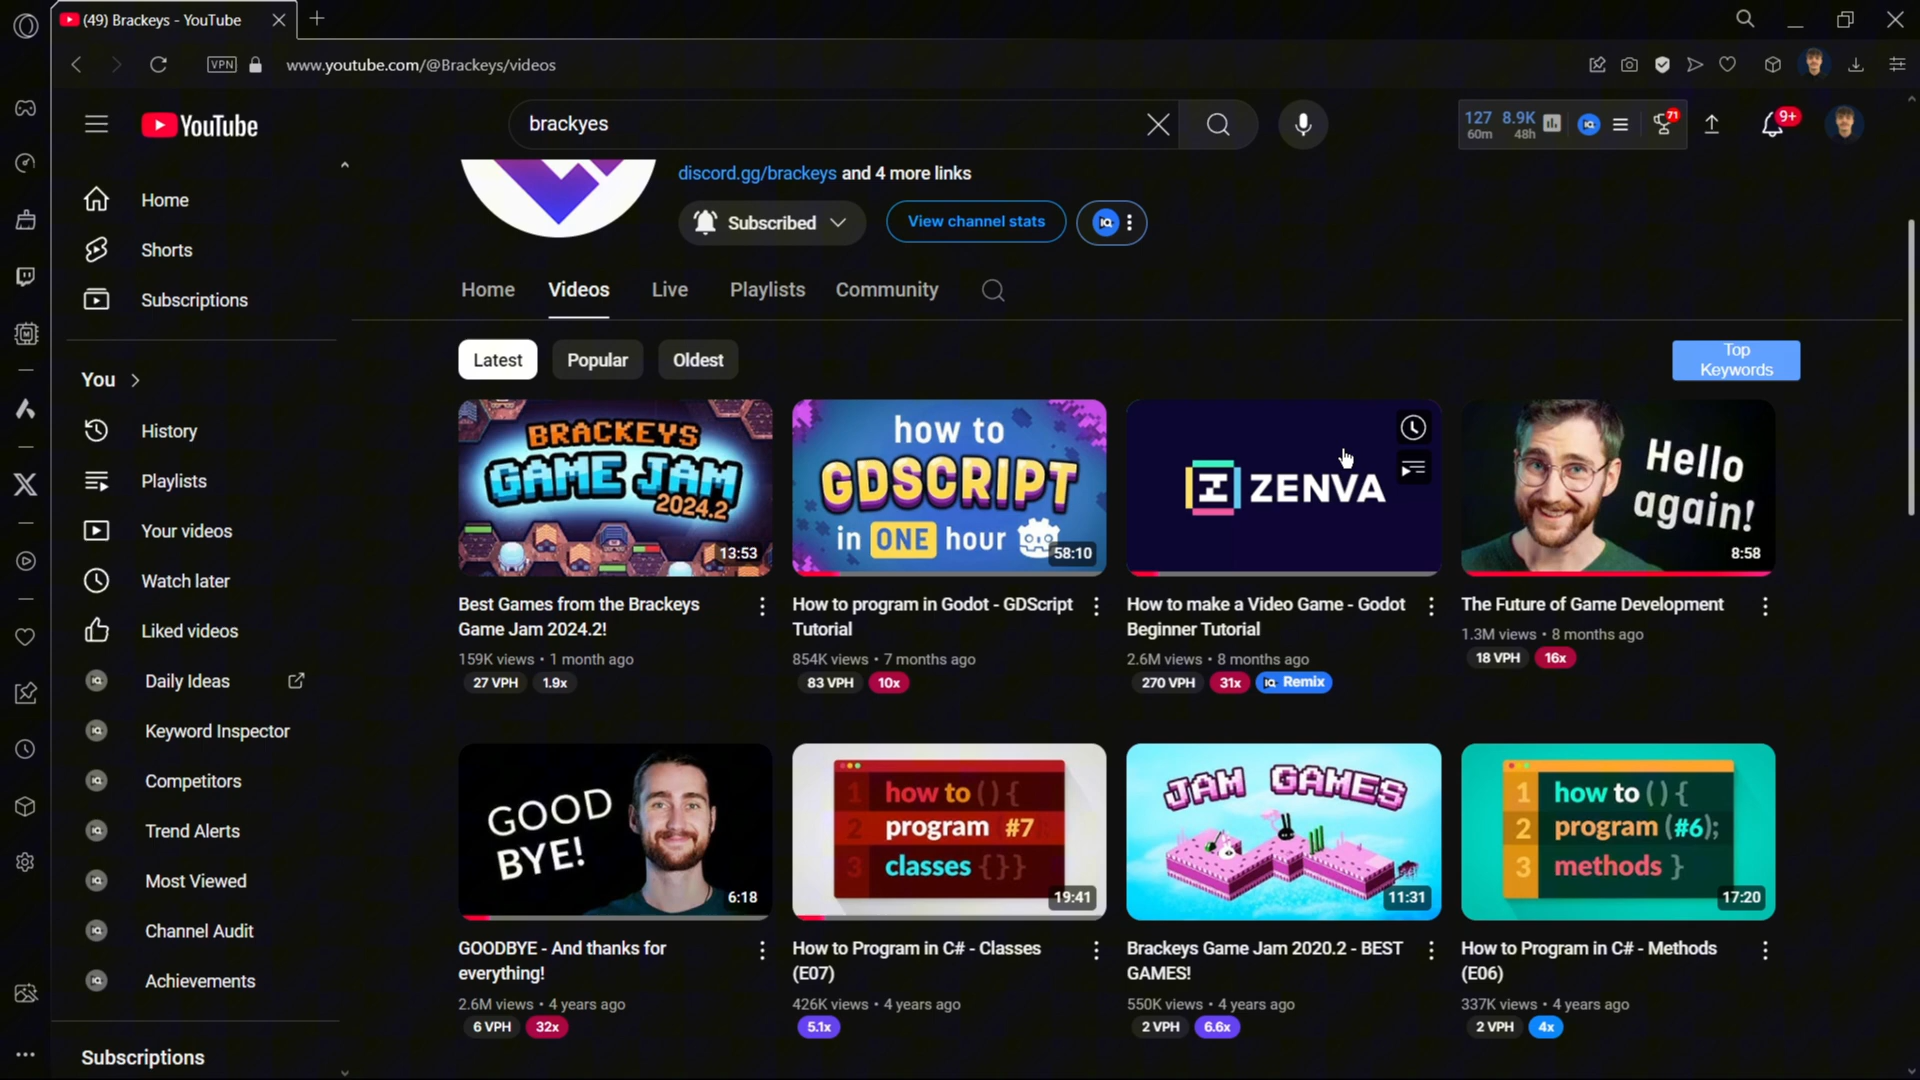 (49) Brackeys - YouTube
VPN
www.youtube.com/@Brackeys/videos
YouTube
brackyes
127 8.9K
60m 48h
71
9+
Home
Shorts
Subscriptions
You
History
Playlists
Your videos
Watch later
Liked videos
Daily Ideas
Keyword Inspector
Competitors
Trend Alerts
Most Viewed
Channel Audit
Achievements
Subscriptions
discord.gg/brackeys and 4 more links
Subscribed
View channel stats
Home
Videos
Live
Playlists
Community
Latest
Popular
Oldest
Top
Keywords
BRACKEYS
GAME JAM
2024.2
13:53
Best Games from the Brackeys
Game Jam 2024.2!
159K views • 1 month ago
27 VPH
1.9x
how to
GDSCRIPT
in ONE hour
58:10
How to program in Godot - GDScript
Tutorial
854K views • 7 months ago
83 VPH
10x
ZENVA
How to make a Video Game - Godot
Beginner Tutorial
2.6M views • 8 months ago
270 VPH
31x
Remix
Hello
again!
8:58
The Future of Game Development
1.3M views • 8 months ago
18 VPH
16x
GOOD
BYE!
6:18
GOODBYE - And thanks for
everything!
2.6M views • 4 years ago
6 VPH
32x
1 how to () {
2 program #7
3 classes {}}
19:41
How to Program in C# - Classes
(E07)
426K views • 4 years ago
5.1x
JAM GAMES
11:31
Brackeys Game Jam 2020.2 - BEST
GAMES!
550K views • 4 years ago
2 VPH
6.6x
1 how to () {
2 program (#6);
3 methods }
17:20
How to Program in C# - Methods
(E06)
337K views • 4 years ago
2 VPH
4x